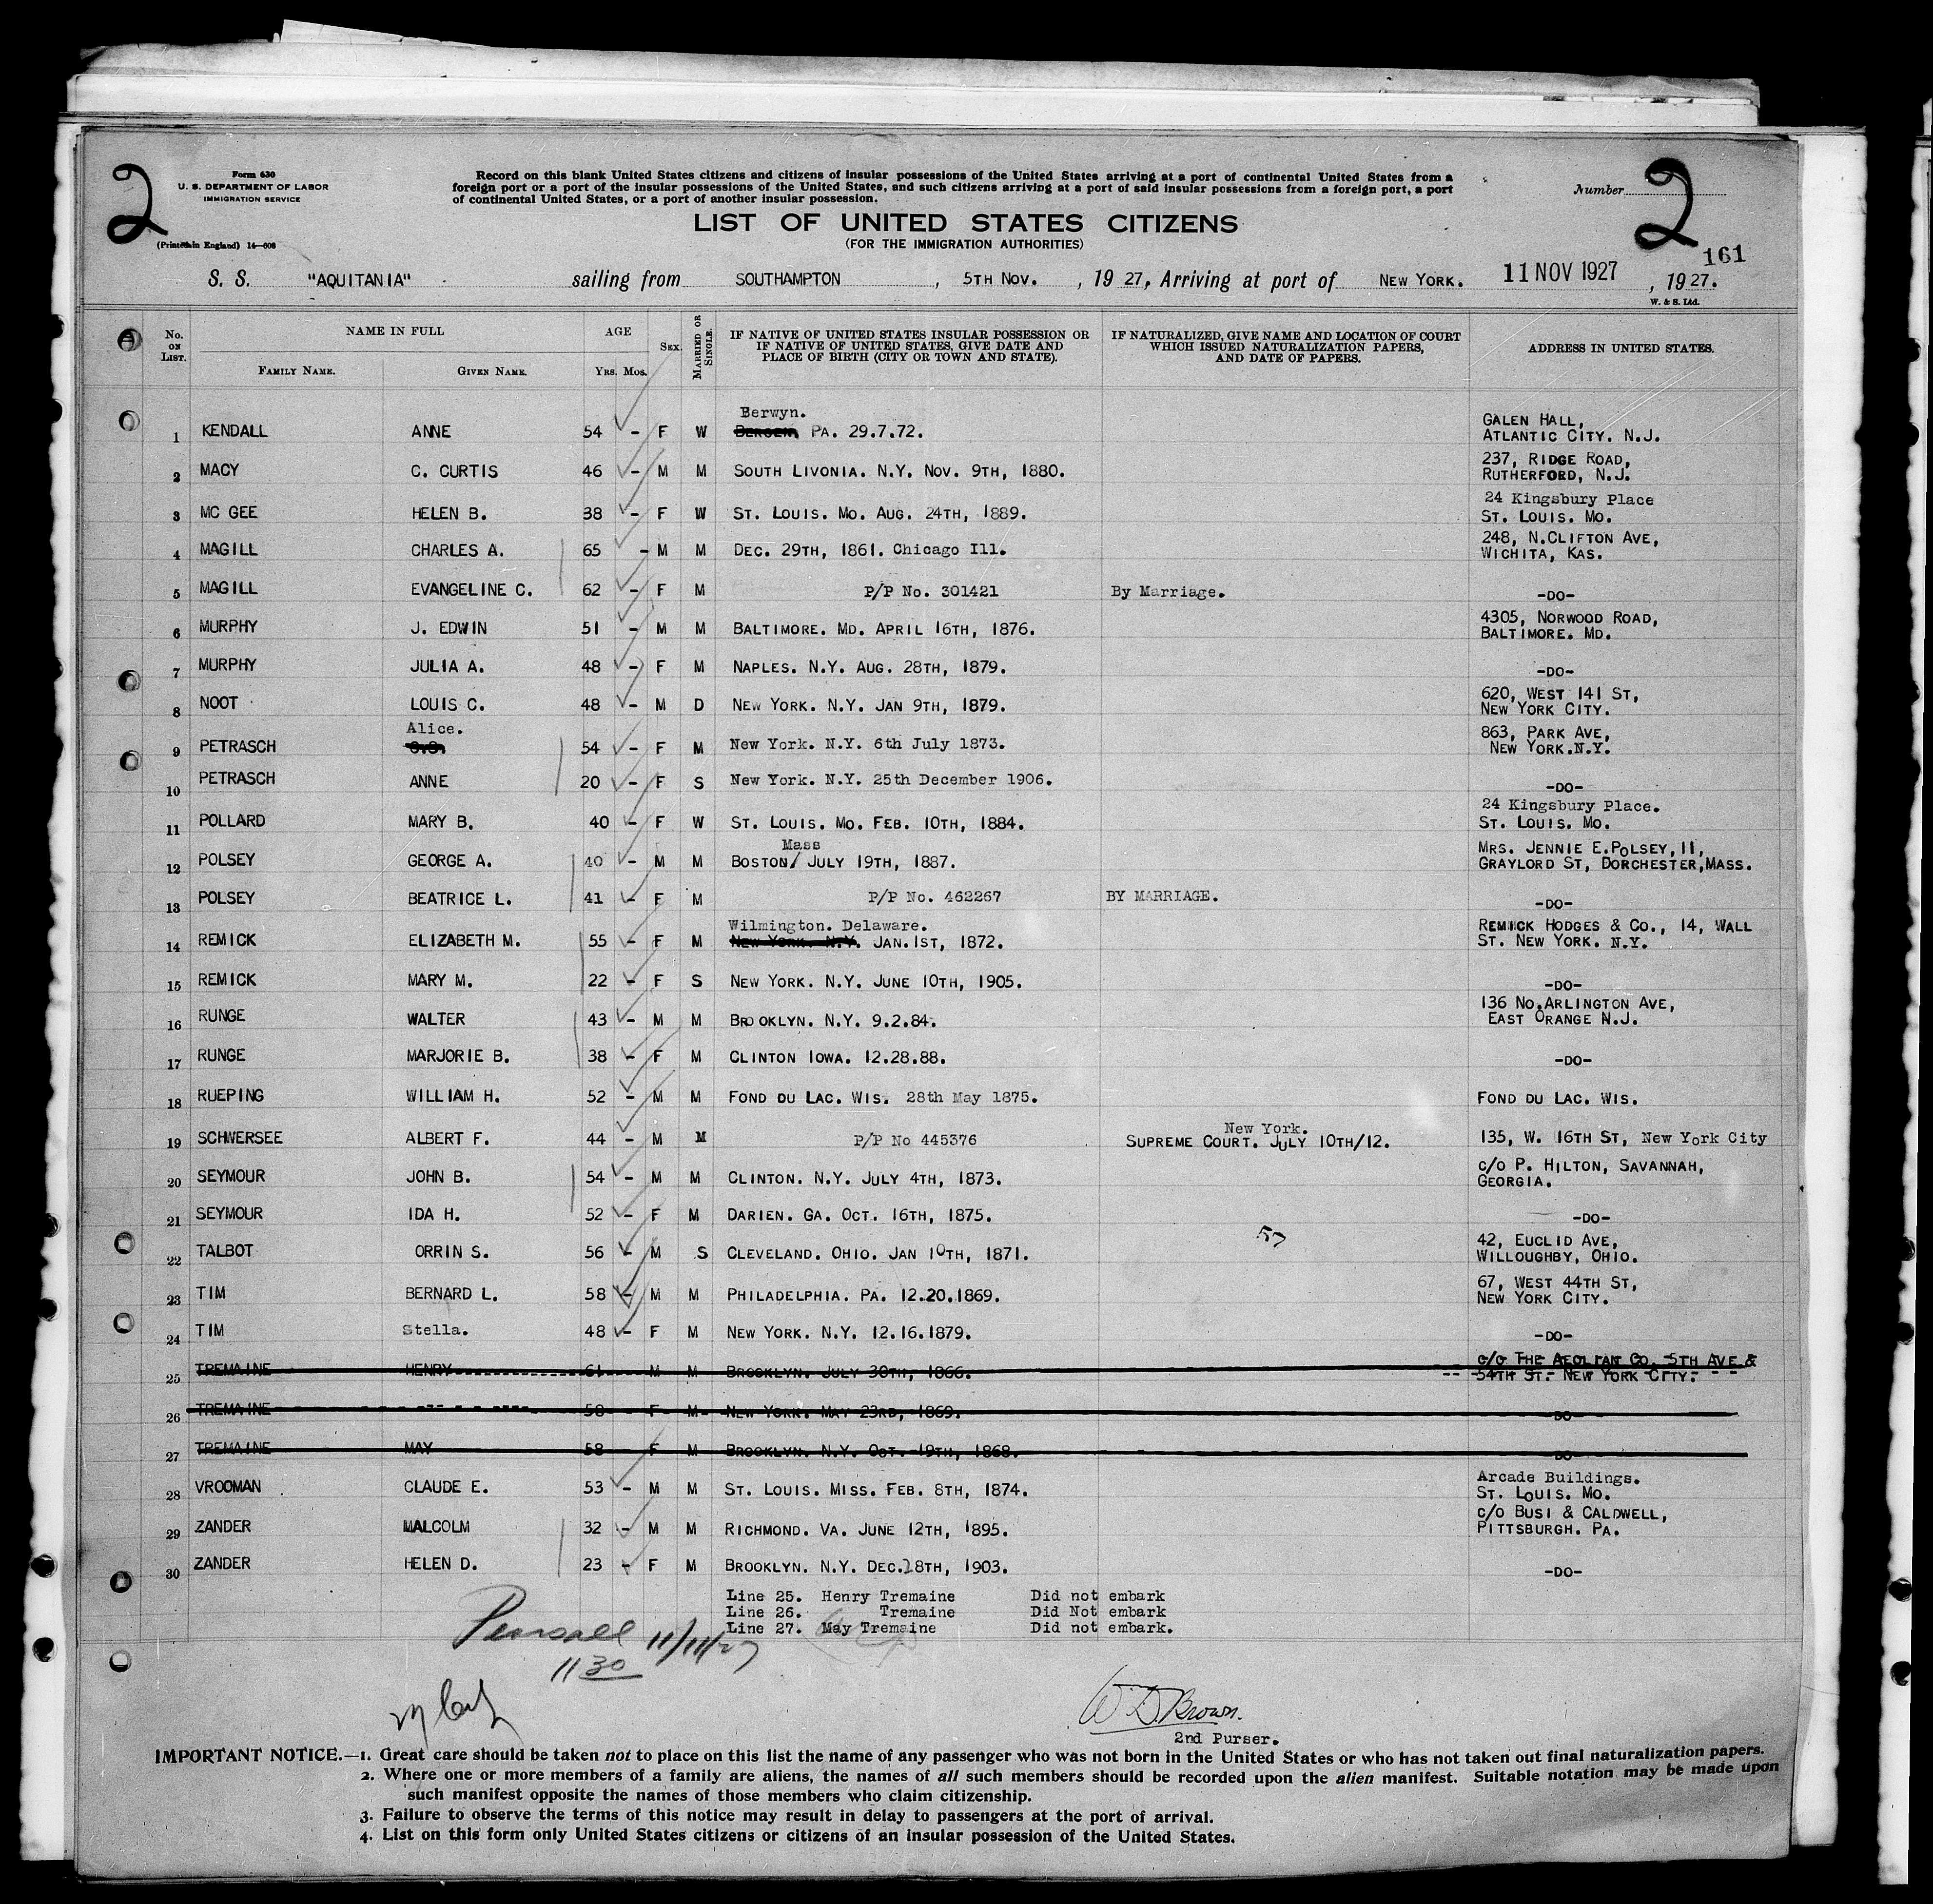 2
Form 630
U. S. DEPARTMENT OF LABOR
IMMIGRATION SERVICE
(Printed in England) 14—608
Record on this blank United States citizens and citizens of insular possessions of the United States arriving at a port of continental United States from a
foreign port or a port of the insular possessions of the United States, and such citizens arriving at a port of said insular possessions from a foreign port, a port
of continental United States, or a port of another insular possession.
Number 2
161
LIST OF UNITED STATES CITIZENS
(FOR THE IMMIGRATION AUTHORITIES)
S. S. "AQUITANIA" sailing from SOUTHAMPTON, 5TH NOV., 19 27, Arriving at port of NEW YORK. 11 NOV 1927, 19 27.
W. & S. Ltd.
No. ON LIST. NAME IN FULL FAMILY NAME. GIVEN NAME. AGE YRS. MOS. SEX. MARRIED OR SINGLE. IF NATIVE OF UNITED STATES INSULAR POSSESSION OR IF NATIVE OF UNITED STATES, GIVE DATE AND PLACE OF BIRTH (CITY OR TOWN AND STATE). IF NATURALIZED, GIVE NAME AND LOCATION OF COURT WHICH ISSUED NATURALIZATION PAPERS, AND DATE OF PAPERS. ADDRESS IN UNITED STATES.
Berwyn.
1 KENDALL ANNE 54 - F W BERGEN, PA. 29.7.72. GALEN HALL, ATLANTIC CITY. N.J.
2 MACY C. CURTIS 46 - M M SOUTH LIVONIA. N.Y. NOV. 9TH, 1880. 237, RIDGE ROAD, RUTHERFORD, N.J.
3 MC GEE HELEN B. 38 - F W ST. LOUIS. MO. AUG. 24TH, 1889. 24 Kingsbury Place ST. LOUIS. MO.
4 MAGILL CHARLES A. 65 - M M DEC. 29TH, 1861. Chicago Ill. 248, N.CLIFTON AVE, WICHITA, KAS.
5 MAGILL EVANGELINE C. 62 - F M P/P No. 301421 By Marriage. -DO-
6 MURPHY J. EDWIN 51 - M M BALTIMORE. MD. APRIL 16TH, 1876. 4305, NORWOOD ROAD, BALTIMORE. MD.
7 MURPHY JULIA A. 48 - F M NAPLES. N.Y. AUG. 28TH, 1879. -DO-
8 NOOT LOUIS C. 48 - M D NEW YORK. N.Y. JAN 9TH, 1879. 620, WEST 141 ST, NEW YORK CITY.
Alice.
9 PETRASCH 54 - F M New York. N.Y. 6th July 1873. 863, PARK AVE, NEW YORK.N.Y.
10 PETRASCH ANNE 20 - F S New York. N.Y. 25th December 1906. -DO-
11 POLLARD MARY B. 40 - F W ST. LOUIS. MO. FEB. 10TH, 1884. 24 Kingsbury Place. ST. LOUIS. MO.
Mass
12 POLSEY GEORGE A. 40 - M M BOSTON/ JULY 19TH, 1887. MRS. JENNIE E.POLSEY, 11, GRAYLORD ST, DORCHESTER,MASS.
13 POLSEY BEATRICE L. 41 - F M P/P No. 462267 BY MARRIAGE. -DO-
Wilmington. Delaware.
14 REMICK ELIZABETH M. 55 - F M NEW YORK. N.Y. JAN.1ST, 1872. REMICK HODGES & CO., 14, WALL ST. NEW YORK. N.Y.
15 REMICK MARY M. 22 - F S NEW YORK. N.Y. JUNE 10TH, 1905. -DO-
16 RUNGE WALTER 43 - M M BROOKLYN. N.Y. 9.2.84. 136 NO.ARLINGTON AVE, EAST ORANGE N.J.
17 RUNGE MARJORIE B. 38 - F M CLINTON IOWA. 12.28.88. -DO-
18 RUEPING WILLIAM H. 52 - M M FOND DU LAC. WIS. 28th May 1875. FOND DU LAC. WIS.
New York.
19 SCHWERSEE ALBERT F. 44 - M M P/P No 445376 SUPREME COURT. JULY 10TH/12. 135, W. 16TH ST, New York City
20 SEYMOUR JOHN B. 54 - M M CLINTON. N.Y. JULY 4TH, 1873. C/O P. HILTON, SAVANNAH, GEORGIA.
21 SEYMOUR IDA H. 52 - F M DARIEN. GA. OCT. 16TH, 1875. -DO-
22 TALBOT ORRIN S. 56 - M S CLEVELAND. OHIO. JAN 10TH, 1871. 42, EUCLID AVE, WILLOUGHBY, OHIO.
23 TIM BERNARD L. 58 - M M PHILADELPHIA. PA. 12.20.1869. 67, WEST 44TH ST, NEW YORK CITY.
24 TIM Stella. 48 - F M NEW YORK. N.Y. 12.16.1879. -DO-
25 TREMAINE HENRY 61 M M BROOKLYN. JULY 30TH, 1866. C/O THE AEOLIAN CO. 5TH AVE & 54TH ST. NEW YORK CITY.
26 TREMAINE 58 F M NEW YORK. MAY 23RD, 1869. DO
27 TREMAINE MAY 58 F M BROOKLYN. N.Y. OCT. 19TH, 1868. DO
28 VROOMAN CLAUDE E. 53 - M M ST. LOUIS. MISS. FEB. 8TH, 1874. Arcade Buildings. ST. LOUIS. MO.
29 ZANDER MALCOLM 32 - M M RICHMOND. VA. JUNE 12TH, 1895. C/O BUSI & CALDWELL, PITTSBURGH. PA.
30 ZANDER HELEN D. 23 - F M BROOKLYN. N.Y. DEC.28TH, 1903. -DO-
Line 25. Henry Tremaine Did not embark
Line 26. Tremaine Did Not embark
Line 27. May Tremaine Did not embark.
11/11/27
11 30
W D Brown.
2nd Purser.
IMPORTANT NOTICE.—1. Great care should be taken not to place on this list the name of any passenger who was not born in the United States or who has not taken out final naturalization papers.
2. Where one or more members of a family are aliens, the names of all such members should be recorded upon the alien manifest. Suitable notation may be made upon
such manifest opposite the names of those members who claim citizenship.
3. Failure to observe the terms of this notice may result in delay to passengers at the port of arrival.
4. List on this form only United States citizens or citizens of an insular possession of the United States.